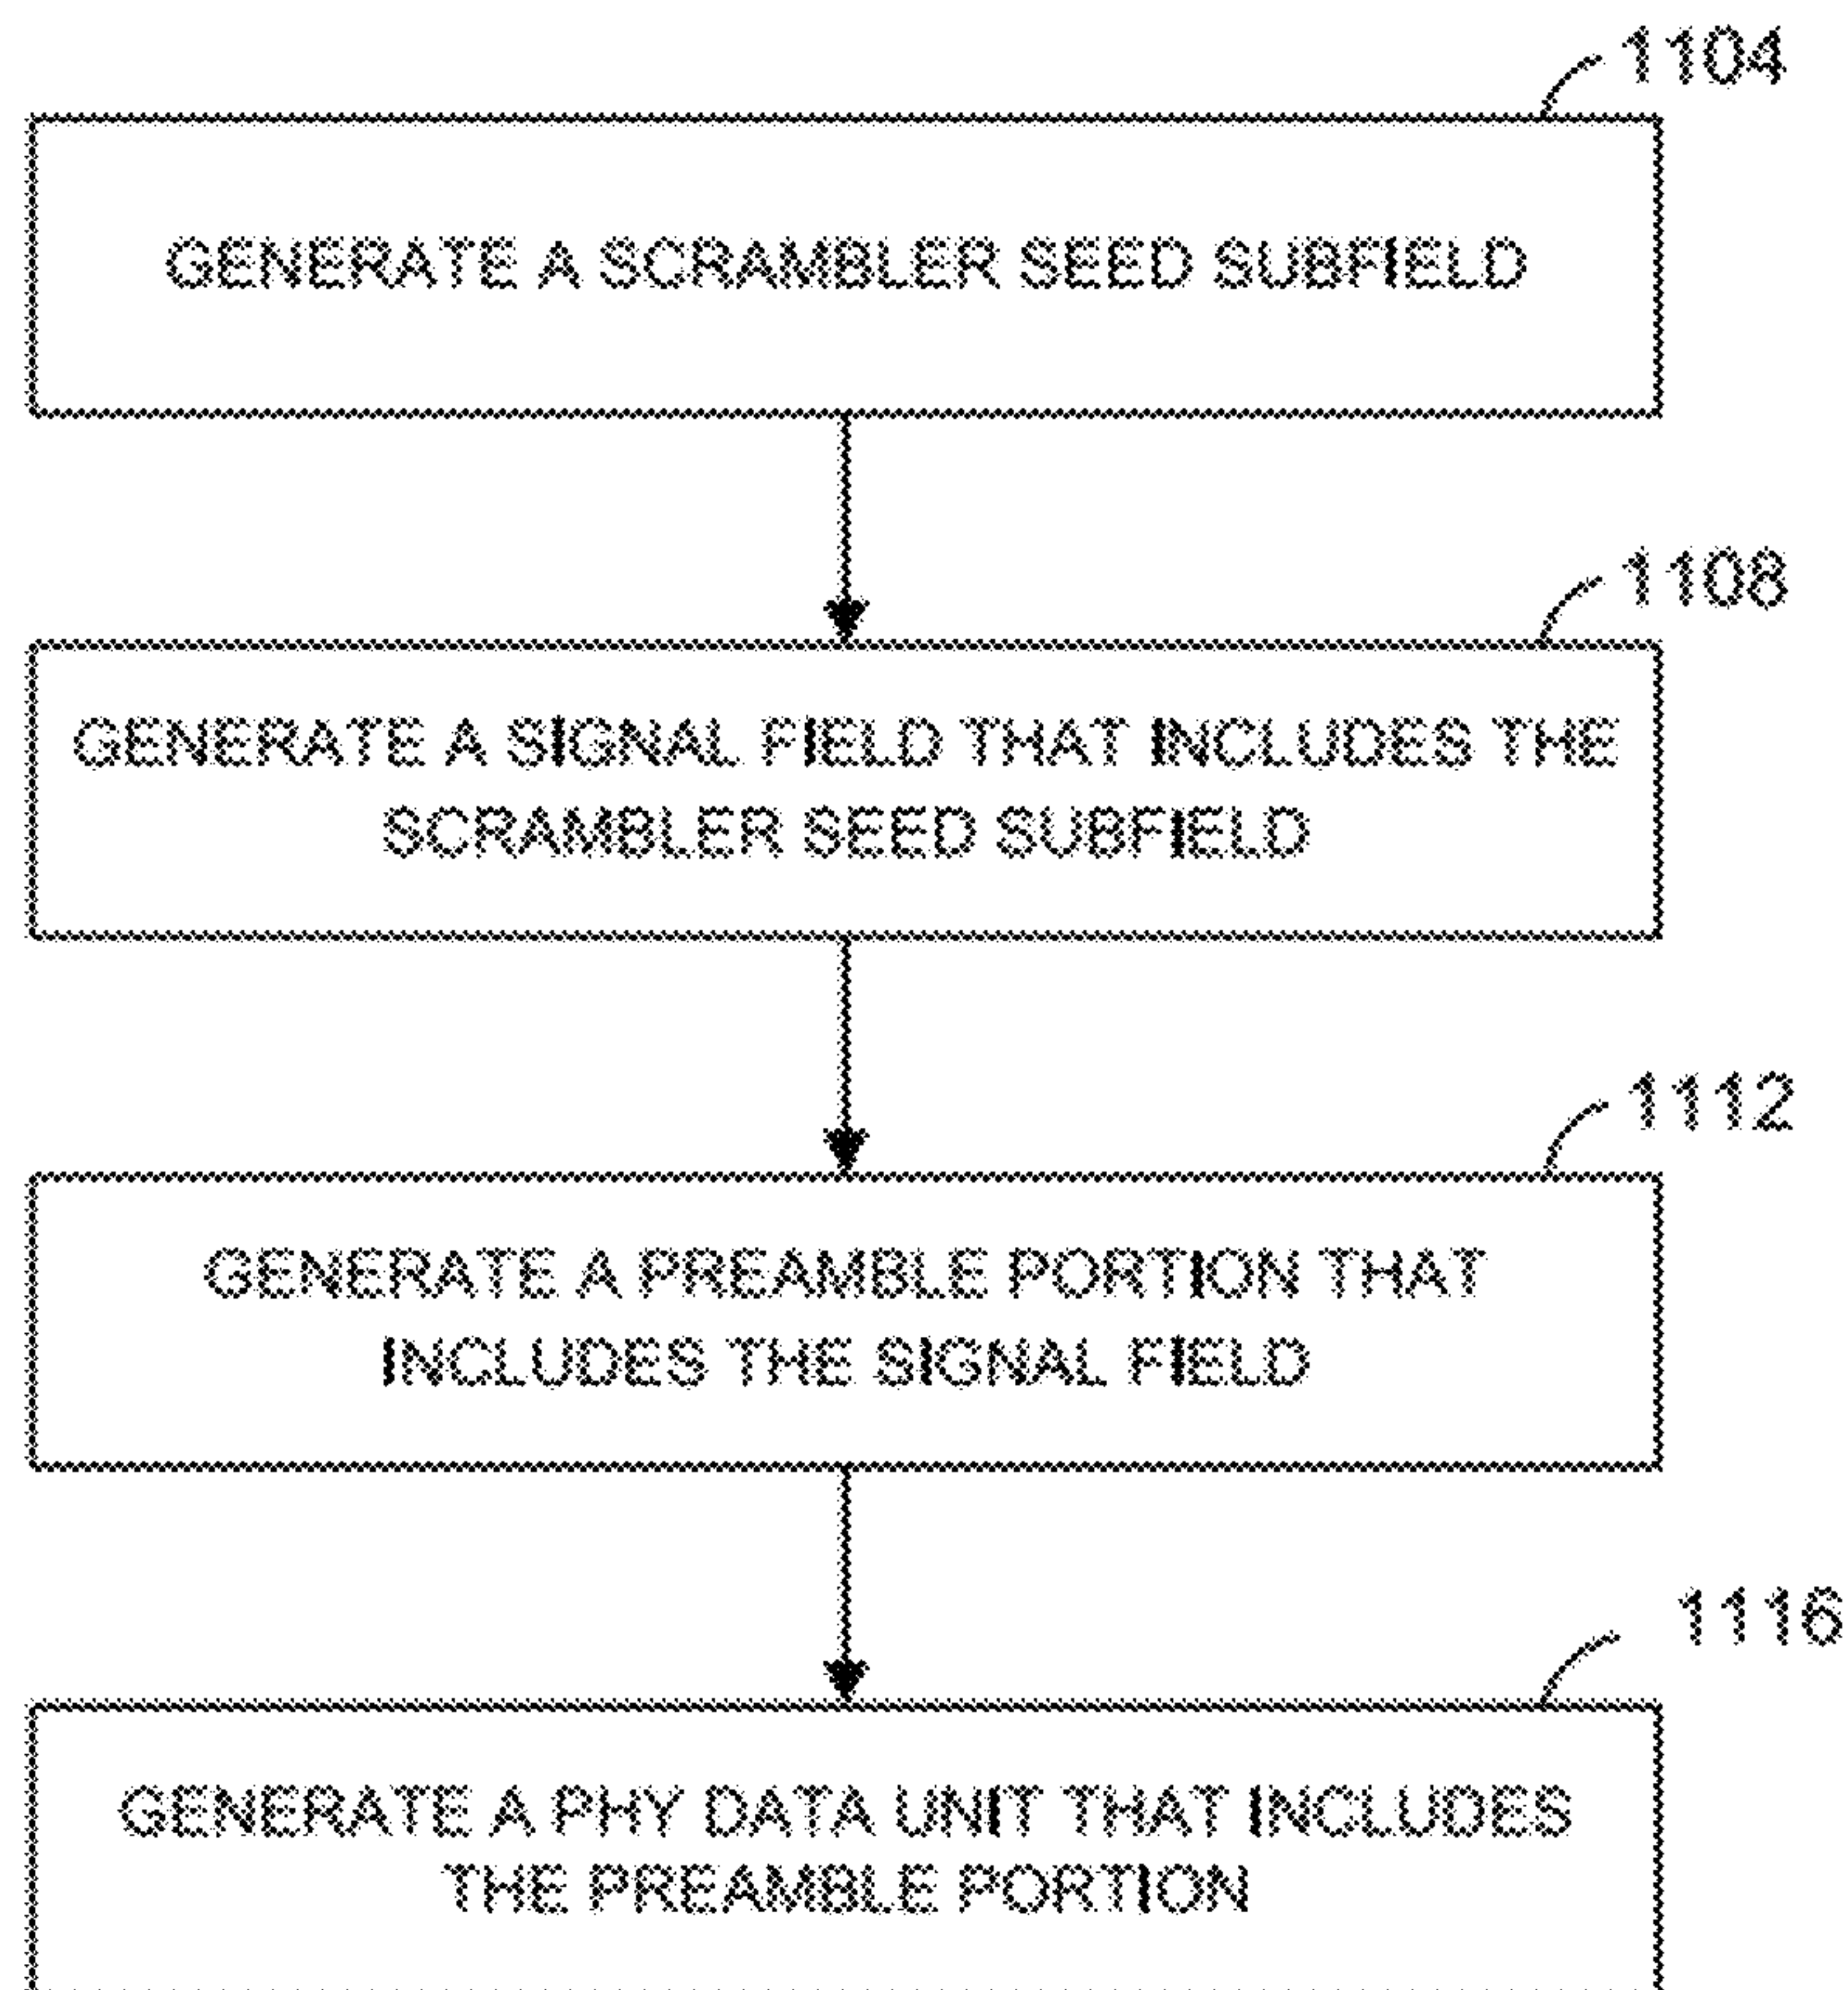 1104
GENERATE A SCRAMBLER SEED SUBFIELD
1108
GENERATE A SIGNAL FIELD THAT INCLUDES THE
SCRAMBLER SEED SUBFIELD
1112
GENERATE A PREAMBLE PORTION THAT
INCLUDES THE SIGNAL FIELD
1116
GENERATE A PHY DATA UNIT THAT INCLUDES
THE PREAMBLE PORTION